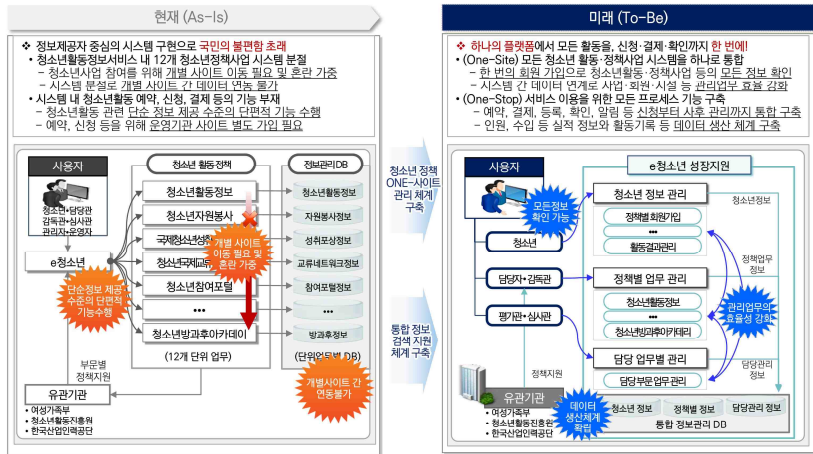 현재 (As-Is)
❖ 정보제공자 중심의 시스템 구현으로 국민의 불편함 초래
• 청소년활동정보서비스 내 12개 청소년정책사업 시스템 분절
– 청소년사업 참여를 위해 개별 사이트 이동 필요 및 혼란 가중
– 시스템 분절로 개별 사이트 간 데이터 연동 불가
• 시스템 내 청소년활동 예약, 신청, 결제 등의 기능 부재
– 청소년활동 관련 단순 정보 제공 수준의 단편적 기능 수행
– 예약, 신청 등을 위해 운영기관 사이트 별도 가입 필요
사용자
청소년•담당관
감독관•심사관
관리자•운영자
e청소년
단순정보 제공
수준의 단편적
기능수행
부문별
정책지원
유관기관
• 여성가족부
• 청소년활동진흥원
• 한국산업인력공단
청소년 활동정책
청소년활동정보
청소년자원봉사
국제청소년성취
청소년국제교류
청소년참여포털
•••
청소년방과후아카데미
(12개 단위 업무)
개별 사이트
이동 필요 및
혼란 가중
정보관리DB
청소년활동정보
자원봉사정보
성취포상정보
교류네트워크정보
참여포털정보
•••
방과후정보
(단위업무별 DB)
개별사이트 간
연동불가
청소년 정책
ONE-사이트
관리 체계
구축
통합 정보
검색 지원
체계 구축
미래 (To-Be)
❖ 하나의 플랫폼에서 모든 활동을, 신청·결제·확인까지 한 번에!
• (One-Site) 모든 청소년 활동·정책사업 시스템을 하나로 통합
– 한 번의 회원 가입으로 청소년활동·정책사업 등의 모든 정보 확인
– 시스템 간 데이터 연계로 사업·회원·시설 등 관리업무 효율 강화
• (One-Stop) 서비스 이용을 위한 모든 프로세스 기능 구축
– 예약, 결제, 등록, 확인, 알림 등 신청부터 사후 관리까지 통합 구축
– 인원, 수입 등 실적 정보와 활동기록 등 데이터 생산 체계 구축
사용자
모든정보
확인 가능
청소년
담당자•감독관
평가관•심사관
정책지원
유관기관
• 여성가족부
- 청소년활동진흥원
• 한국산업인력공단
데이터
생산체계
확립
e청소년 성장지원
청소년 정보 관리
정책별 회원가입
•••
활동결과관리
정책별 업무 관리
청소년활동정보
•••
청소년방과후아카데리
담당 업무별 관리
담당부문 업무관리
청소년정보
정책업무
정보
관리업무의
효율성 강화
담당관리
정보
청소년 정보
정책별 정보
담당관리 정보
통합 정보관리 DB